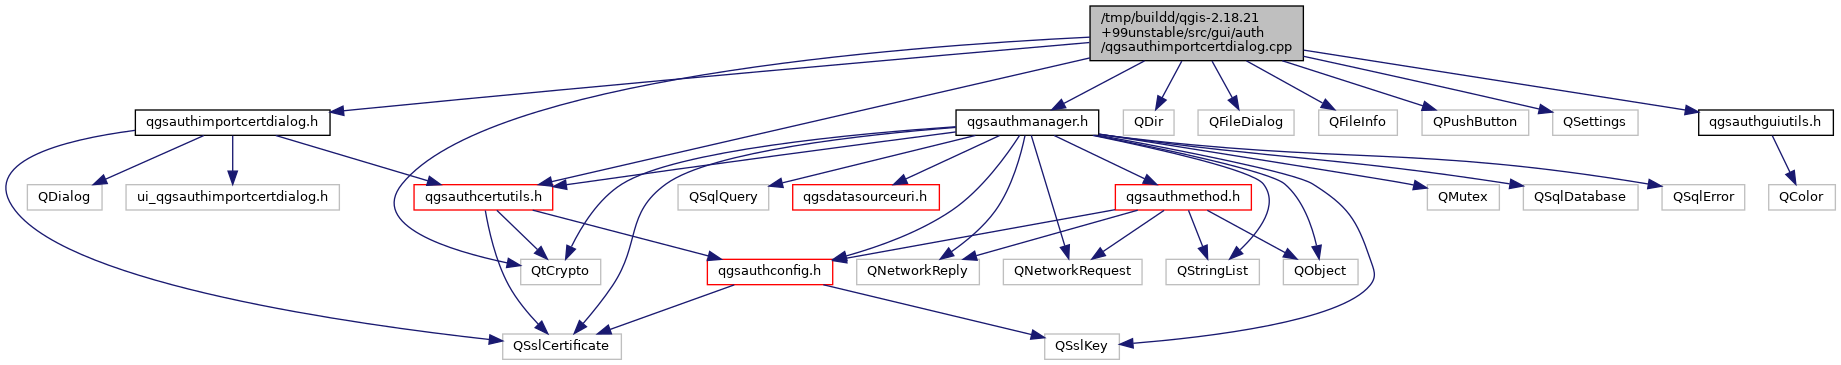 /tmp/buildd/qgis-2.18.21
+99unstable/src/gui/auth
/qgsauthimportcertdialog.cpp
qgsauthimportcertdialog.h
qgsauthmanager.h
QDir
QFileDialog
QFileInfo
QPushButton
QSettings
qgsauthguiutils.h
QDialog
ui_qgsauthimportcertdialog.h
qgsauthcertutils.h
QSqlQuery
qgsdatasourceuri.h
qgsauthmethod.h
QMutex
QSqlDatabase
QSqlError
QColor
QtCrypto
qgsauthconfig.h
QNetworkReply
QNetworkRequest
QStringList
QObject
QSslCertificate
QSslKey